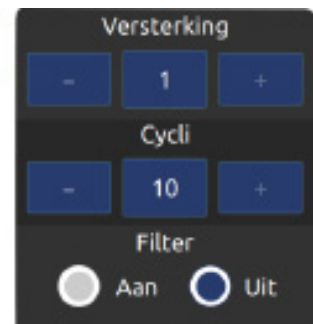 Versterking
- 1 +
Cycli
- 10 +
Filter
Aan Uit